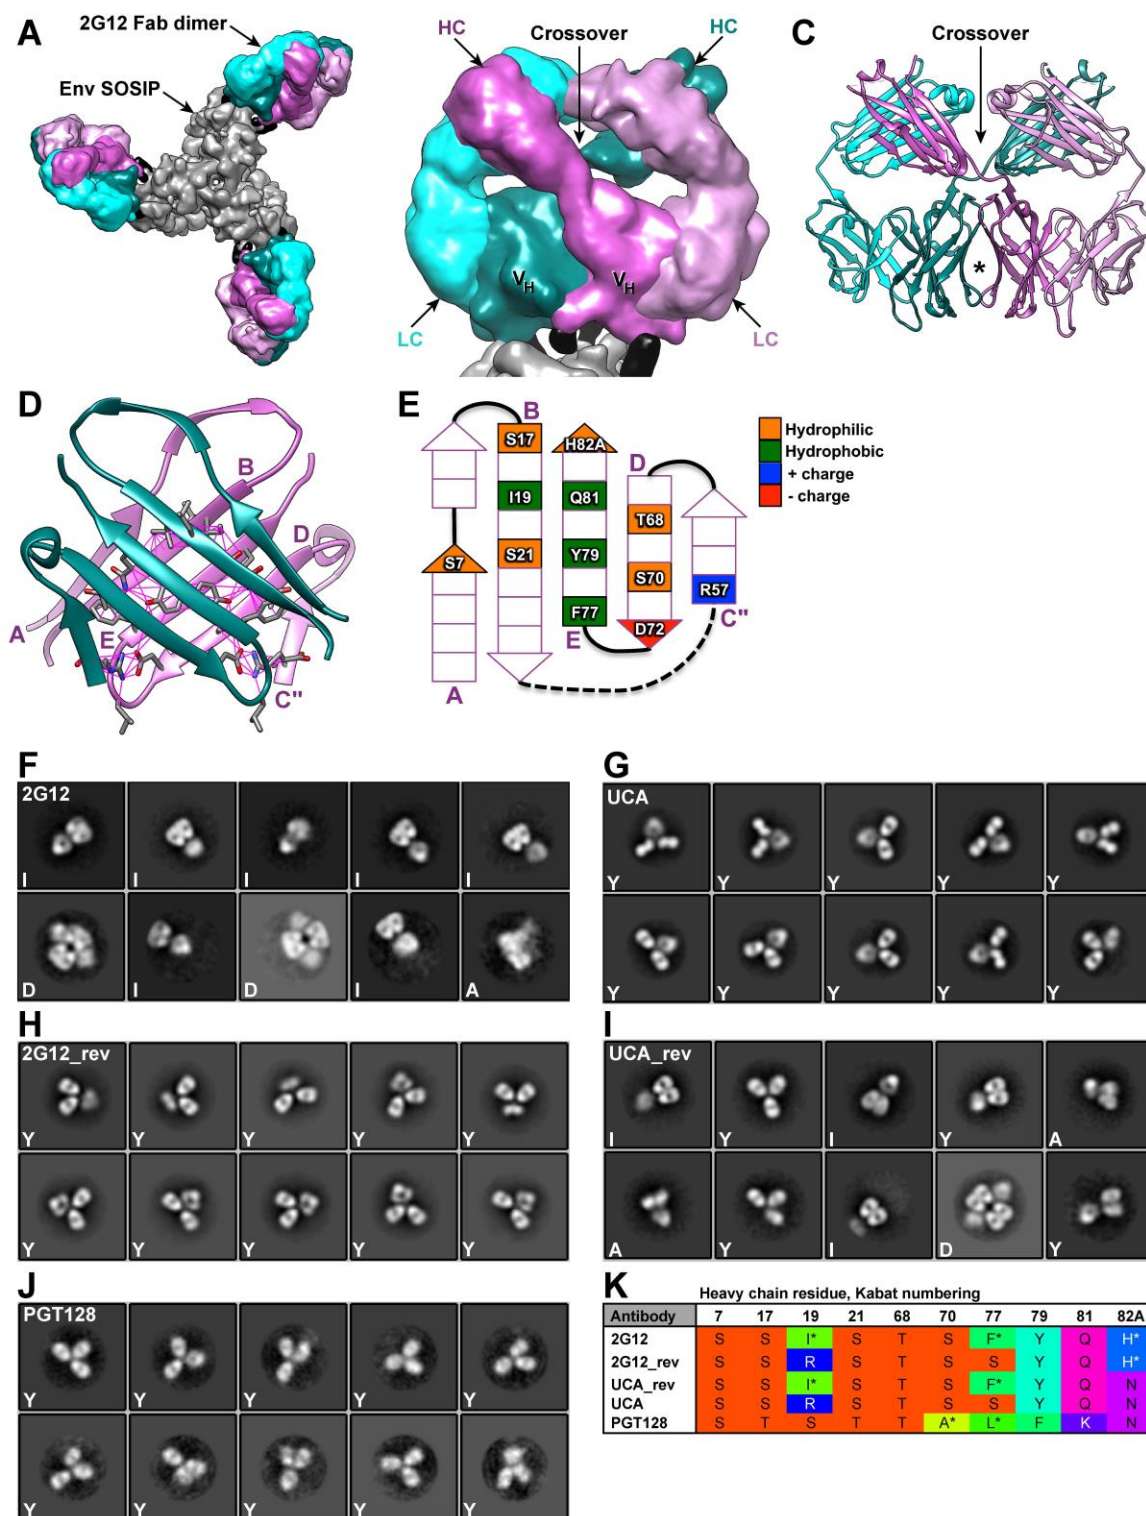 A
2G12 Fab dimer
Env SOSIP
HC
Crossover
HC
V_H
V_H
LC
LC
C
Crossover
*
D
B
D
A
E
C"
E
B
S17
H82A
D
I19
Q81
T68
S7
S21
Y79
S70
R57
F77
D72
C"
E
A
Hydrophilic
Hydrophobic
+ charge
- charge
F
2G12
I I I I I
D I D I A
G
UCA
Y Y Y Y Y
Y Y Y Y Y
H
2G12_rev
Y Y Y Y Y
Y Y Y Y Y
I
UCA_rev
I Y I Y A
A Y I D Y
J
PGT128
Y Y Y Y Y
Y Y Y Y Y
K
Heavy chain residue, Kabat numbering
Antibody 7 17 19 21 68 70 77 79 81 82A
2G12 S S I* S T S F* Y Q H*
2G12_rev S S R S T S S Y Q H*
UCA_rev S S I* S T S F* Y Q N
UCA S S R S T S S Y Q N
PGT128 S T S T T A* L* F K N